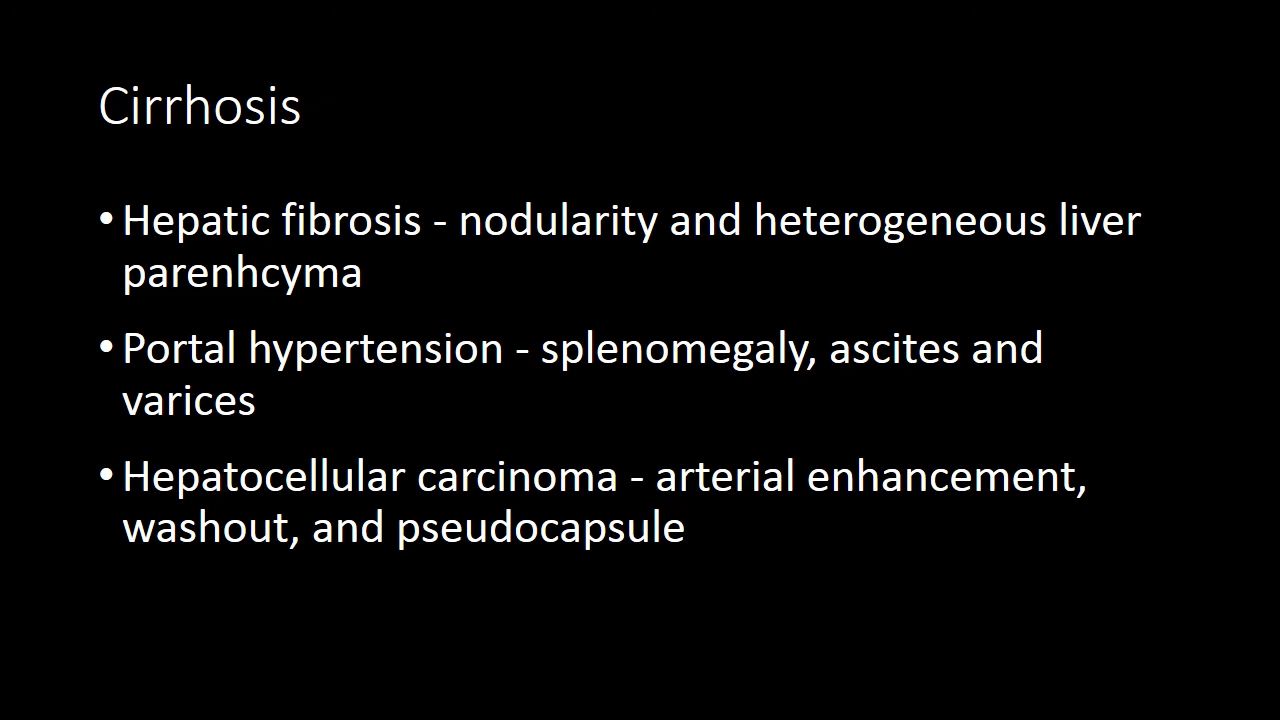 Cirrhosis
• Hepatic fibrosis - nodularity and heterogeneous liver
parenhcyma
• Portal hypertension - splenomegaly, ascites and
varices
• Hepatocellular carcinoma - arterial enhancement,
washout, and pseudocapsule